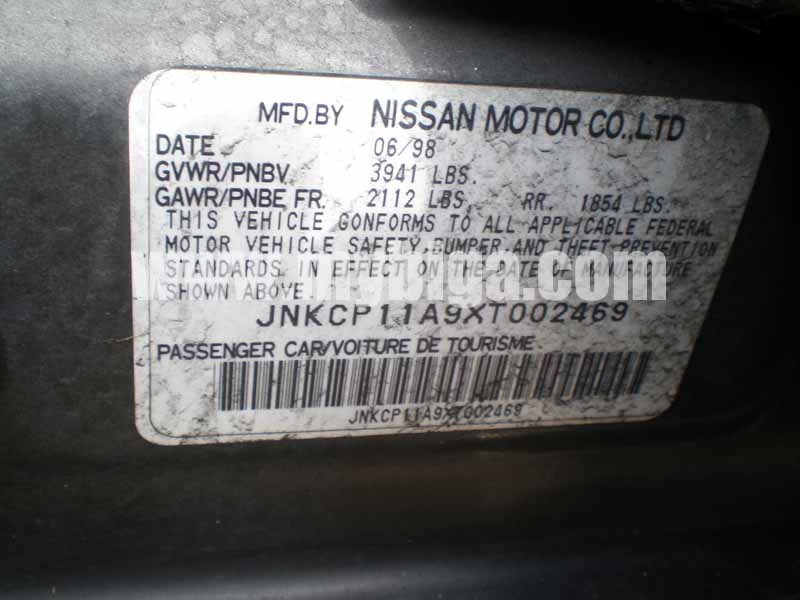 MFD.BY NISSAN MOTOR CO.,LTD
DATE 06/98
GVWR/PNBV 3941 LBS.
GAWR/PNBE FR. 2112 LBS, RR. 1854 LBS.
THIS VEHICLE CONFORMS TO ALL APPLICABLE FEDERAL
MOTOR VEHICLE SAFETY,BUMPER,AND THEFT PREVENTION
STANDARDS IN EFFECT ON THE DATE OF MANUFACTURE
SHOWN ABOVE.
JNKCP11A9XT002469
PASSENGER CAR/VOITURE DE TOURISME
JNKCP11A9XT002469